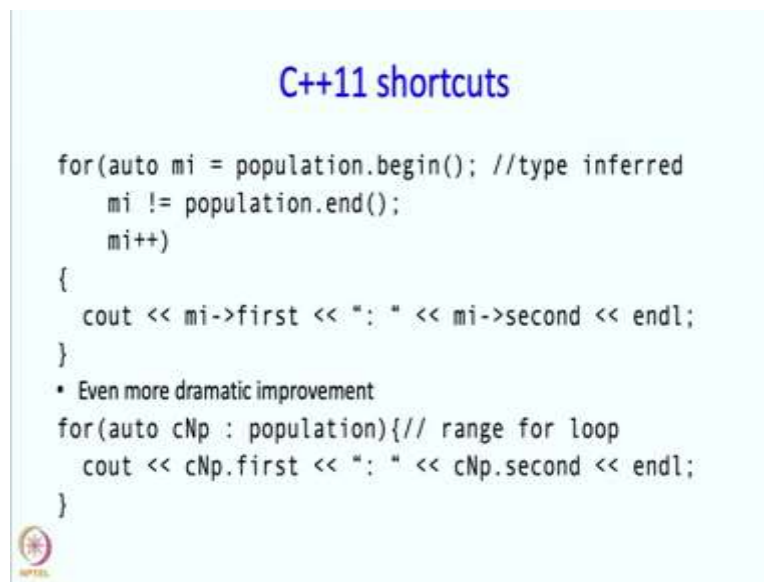 C++11 shortcuts
for(auto mi = population.begin(); //type inferred
mi != population.end();
mi++)
{
cout << mi->first << “: “ << mi->second << endl;
}
• Even more dramatic improvement
for(auto cNp : population){// range for loop
cout << cNp.first << “: “ << cNp.second << endl;
}
NPTEL